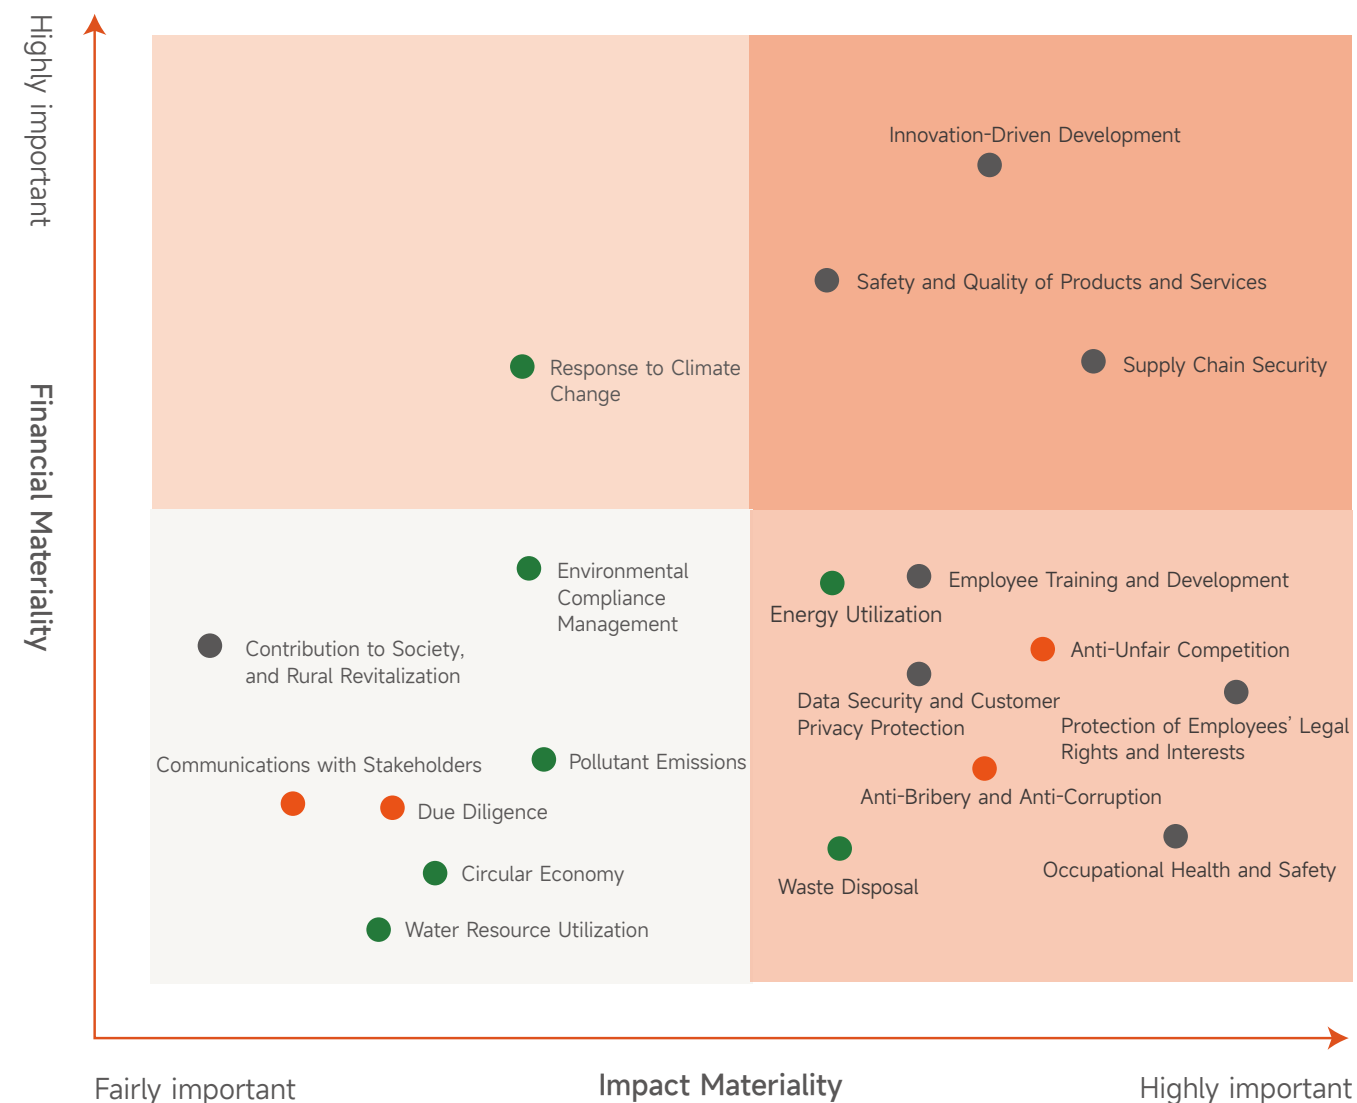 Highly important
Financial Materiality
Innovation-Driven Development
Safety and Quality of Products and Services
Supply Chain Security
Response to Climate
Change
Environmental
Compliance
Management
Contribution to Society,
and Rural Revitalization
Communications with Stakeholders
Pollutant Emissions
Due Diligence
Circular Economy
Water Resource Utilization
Employee Training and Development
Energy Utilization
Anti-Unfair Competition
Data Security and Customer
Privacy Protection
Protection of Employees’ Legal
Rights and Interests
Anti-Bribery and Anti-Corruption
Occupational Health and Safety
Waste Disposal
Fairly important
Impact Materiality
Highly important